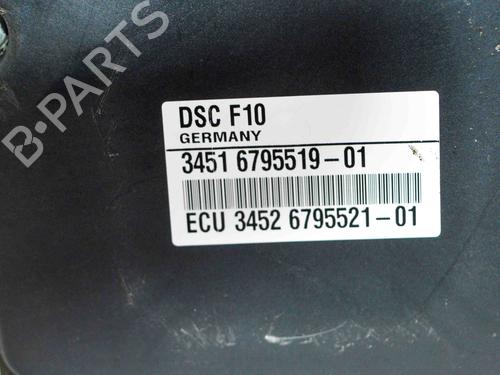 B-PARTS
DSC F10
GERMANY
3451 6795519-01
ECU 3452 6795521-01